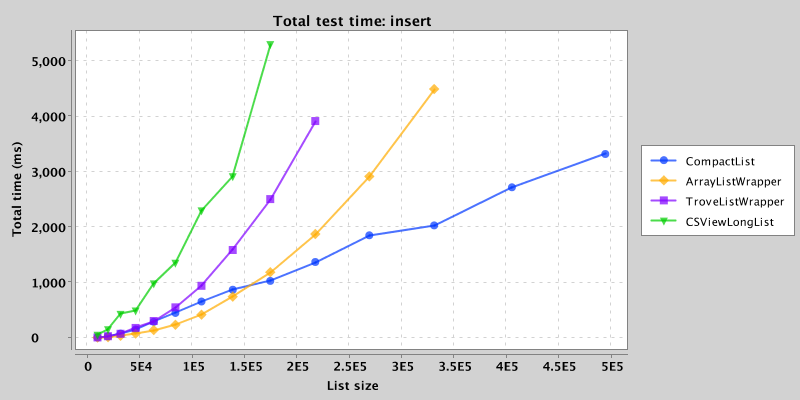 Total test time: insert
Total time (ms)
5,000
4,000
3,000
2,000
1,000
0
0 5E4 1E5 1.5E5 2E5 2.5E5 3E5 3.5E5 4E5 4.5E5 5E5
List size
CompactList
ArrayListWrapper
TroveListWrapper
CSViewLongList